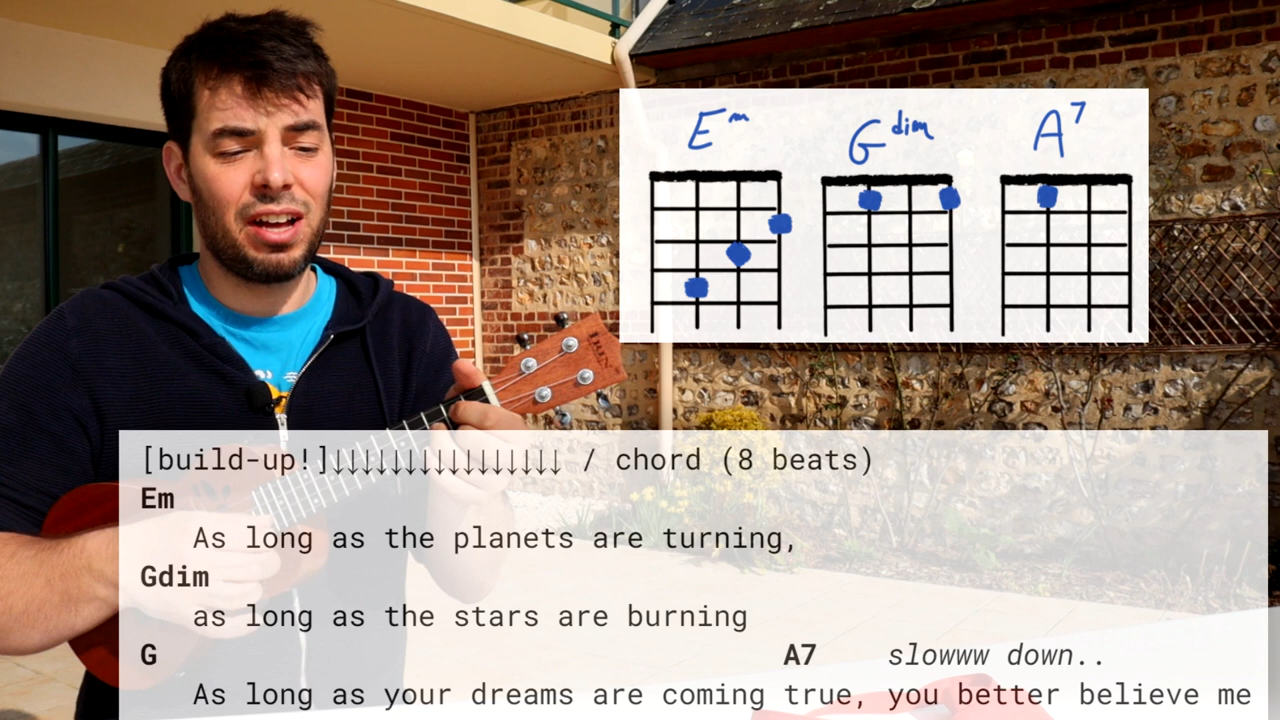 Em Gdim A7
[build-up!]↓↓↓↓↓↓↓↓↓↓↓↓↓↓↓↓ / chord (8 beats)
Em
As long as the planets are turning,
Gdim
as long as the stars are burning
G A7 slowww down..
As long as your dreams are coming true, you better believe me